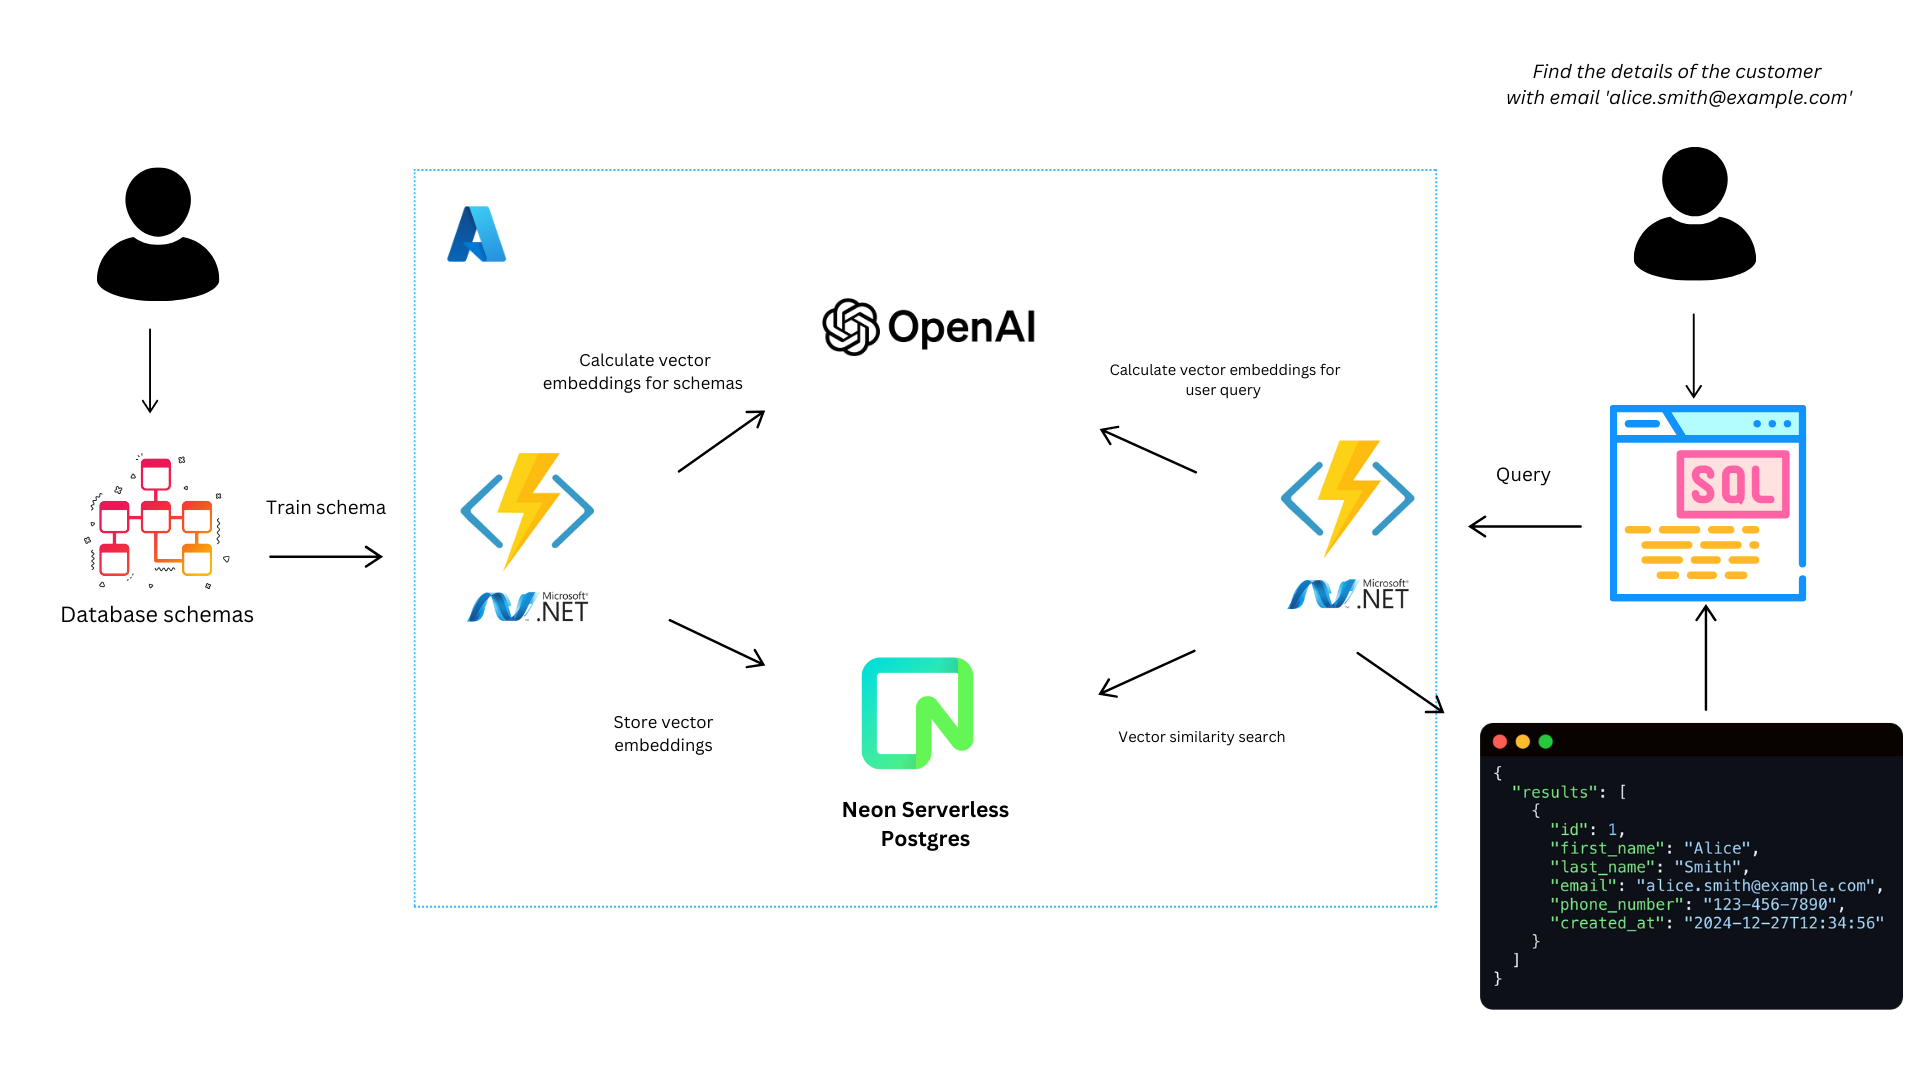 Find the details of the customer
with email 'alice.smith@example.com'
OpenAI
Calculate vector
embeddings for schemas
Calculate vector embeddings for
user query
Train schema
Query
SQL
Database schemas
Microsoft®
.NET
Microsoft®
.NET
Store vector
embeddings
Vector similarity search
Neon Serverless
Postgres
{
"results": [
{
"id": 1,
"first_name": "Alice",
"last_name": "Smith",
"email": "alice.smith@example.com",
"phone_number": "123-456-7890",
"created_at": "2024-12-27T12:34:56"
}
]
}